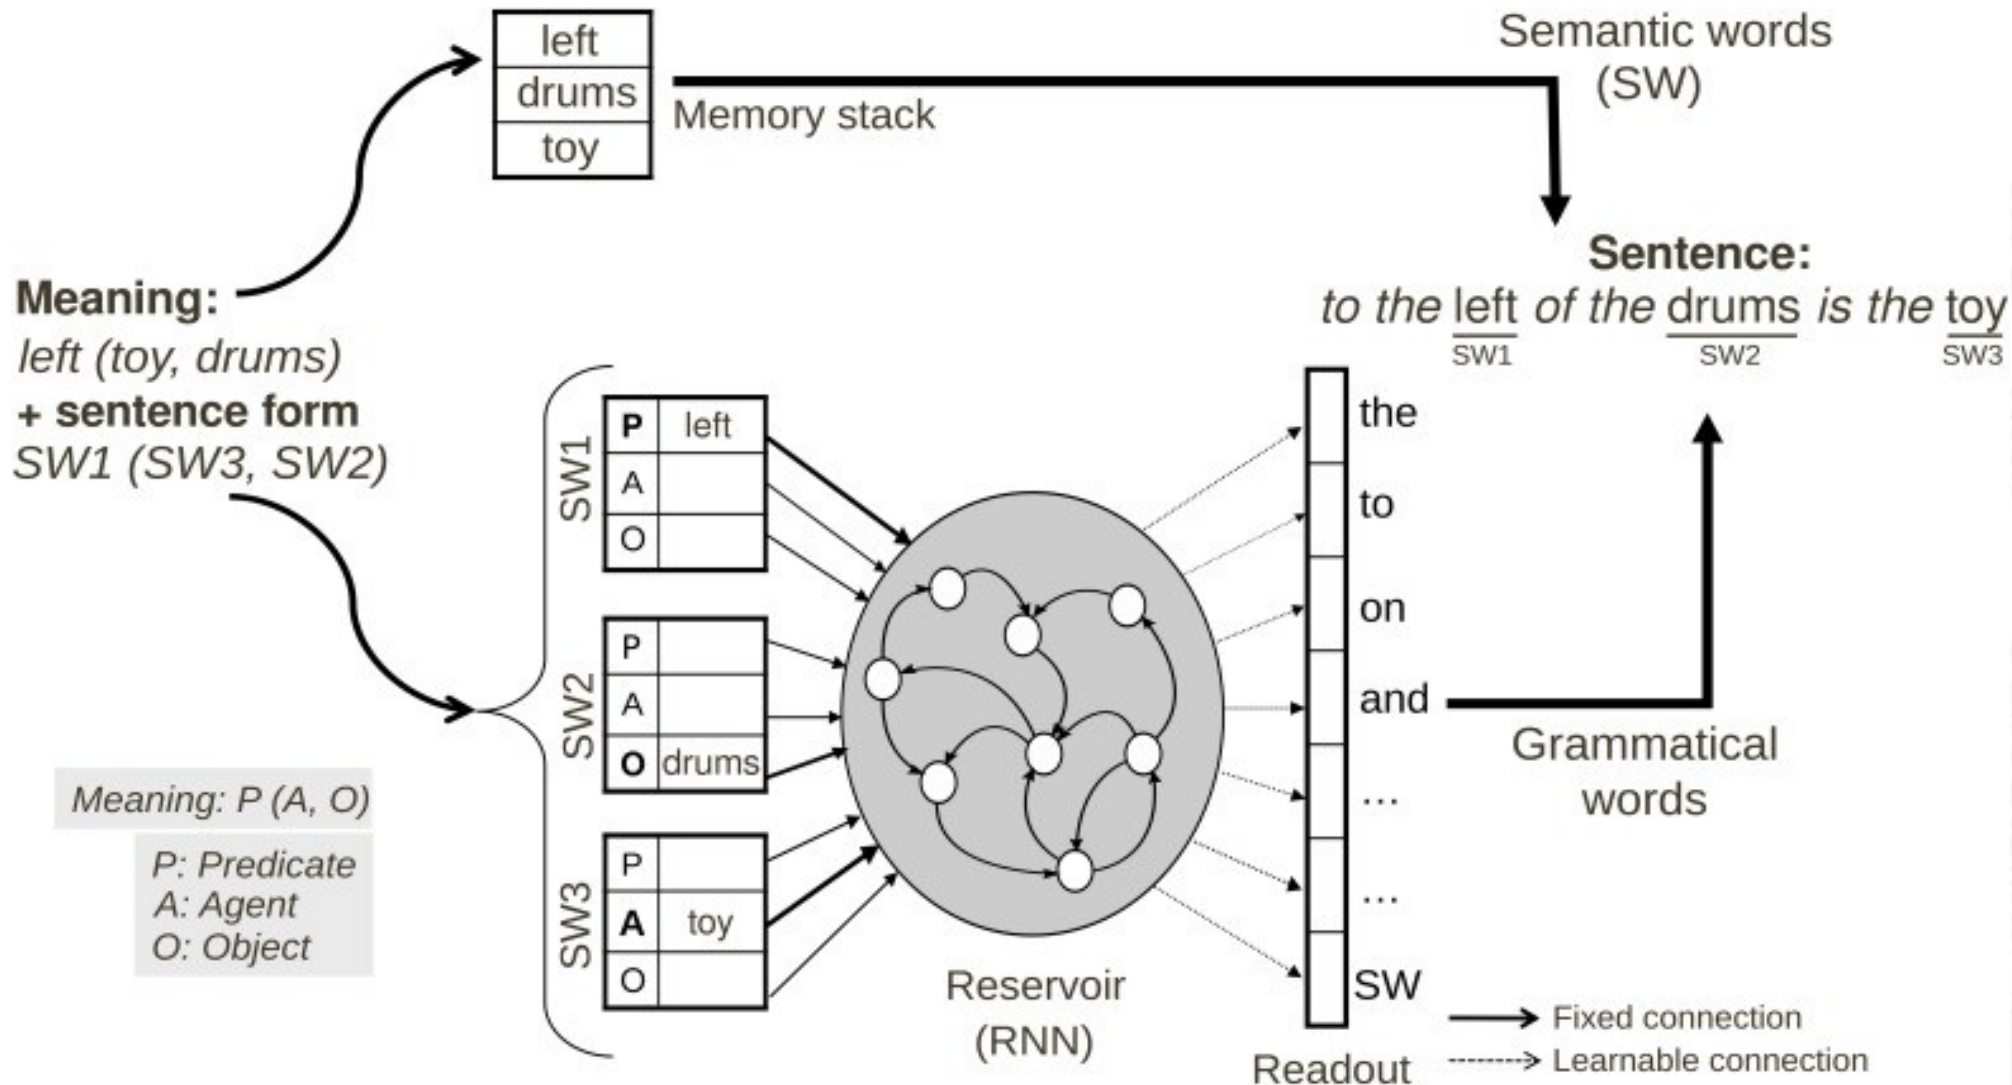 left
drums
toy
Memory stack
Semantic words
(SW)
Meaning:
left (toy, drums)
+ sentence form
SW1 (SW3, SW2)
Sentence:
to the left of the drums is the toy
SW1 SW2 SW3
SW1
P left
A
O
SW2
P
A
O drums
SW3
P
A toy
O
Meaning: P (A, O)
P: Predicate
A: Agent
O: Object
Reservoir
(RNN)
the
to
on
and
...
...
SW
Readout
Grammatical
words
Fixed connection
Learnable connection